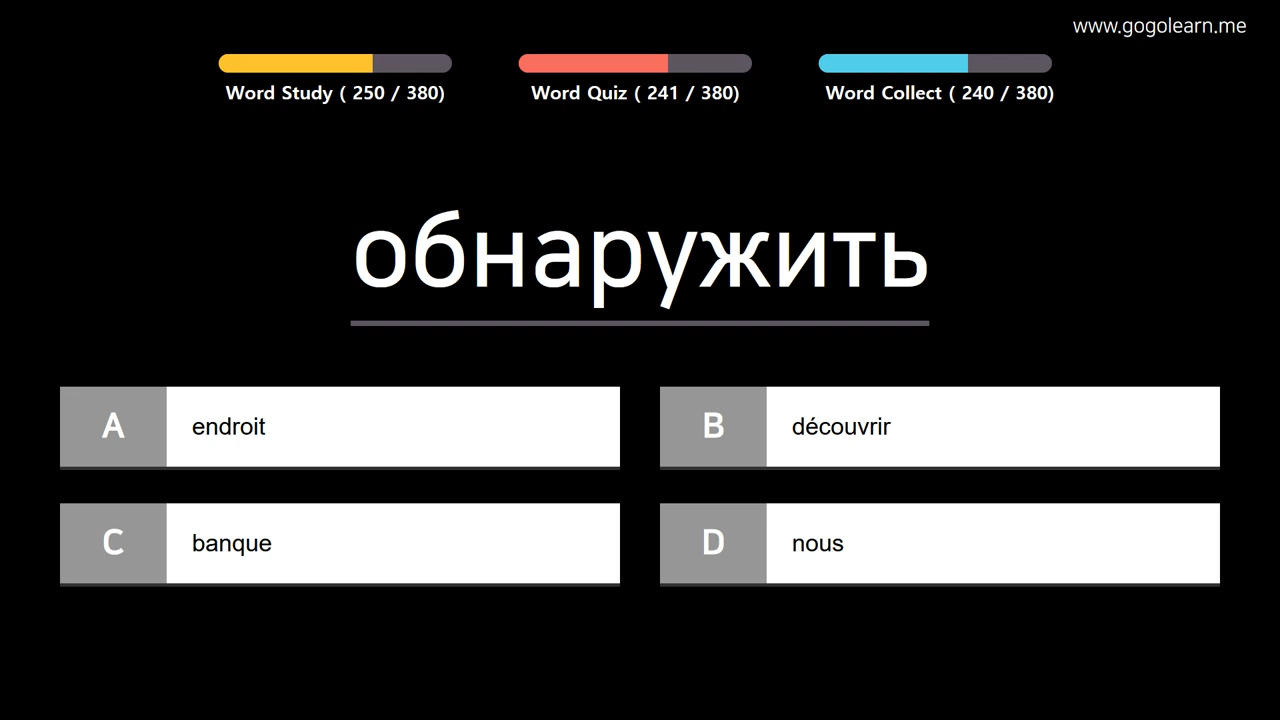 www.gogolearn.me
Word Study ( 250 / 380)
Word Quiz ( 241 / 380)
Word Collect ( 240 / 380)
обнаружить
A endroit
B découvrir
C banque
D nous